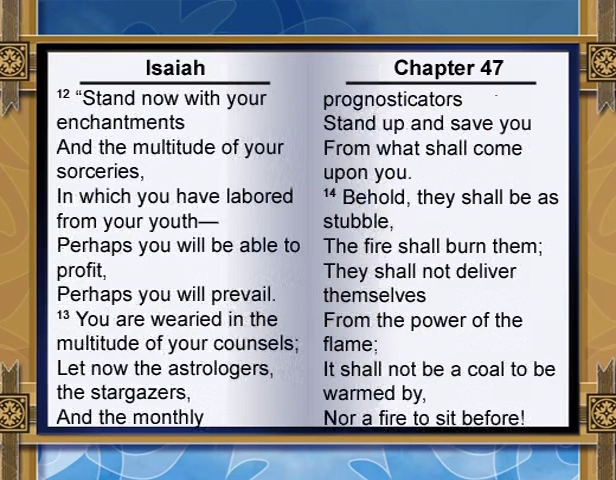 Isaiah
¹² “Stand now with your
enchantments
And the multitude of your
sorceries,
In which you have labored
from your youth—
Perhaps you will be able to
profit,
Perhaps you will prevail.
¹³ You are wearied in the
multitude of your counsels;
Let now the astrologers,
the stargazers,
And the monthly
Chapter 47
prognosticators
Stand up and save you
From what shall come
upon you.
¹⁴ Behold, they shall be as
stubble,
The fire shall burn them;
They shall not deliver
themselves
From the power of the
flame;
It shall not be a coal to be
warmed by,
Nor a fire to sit before!